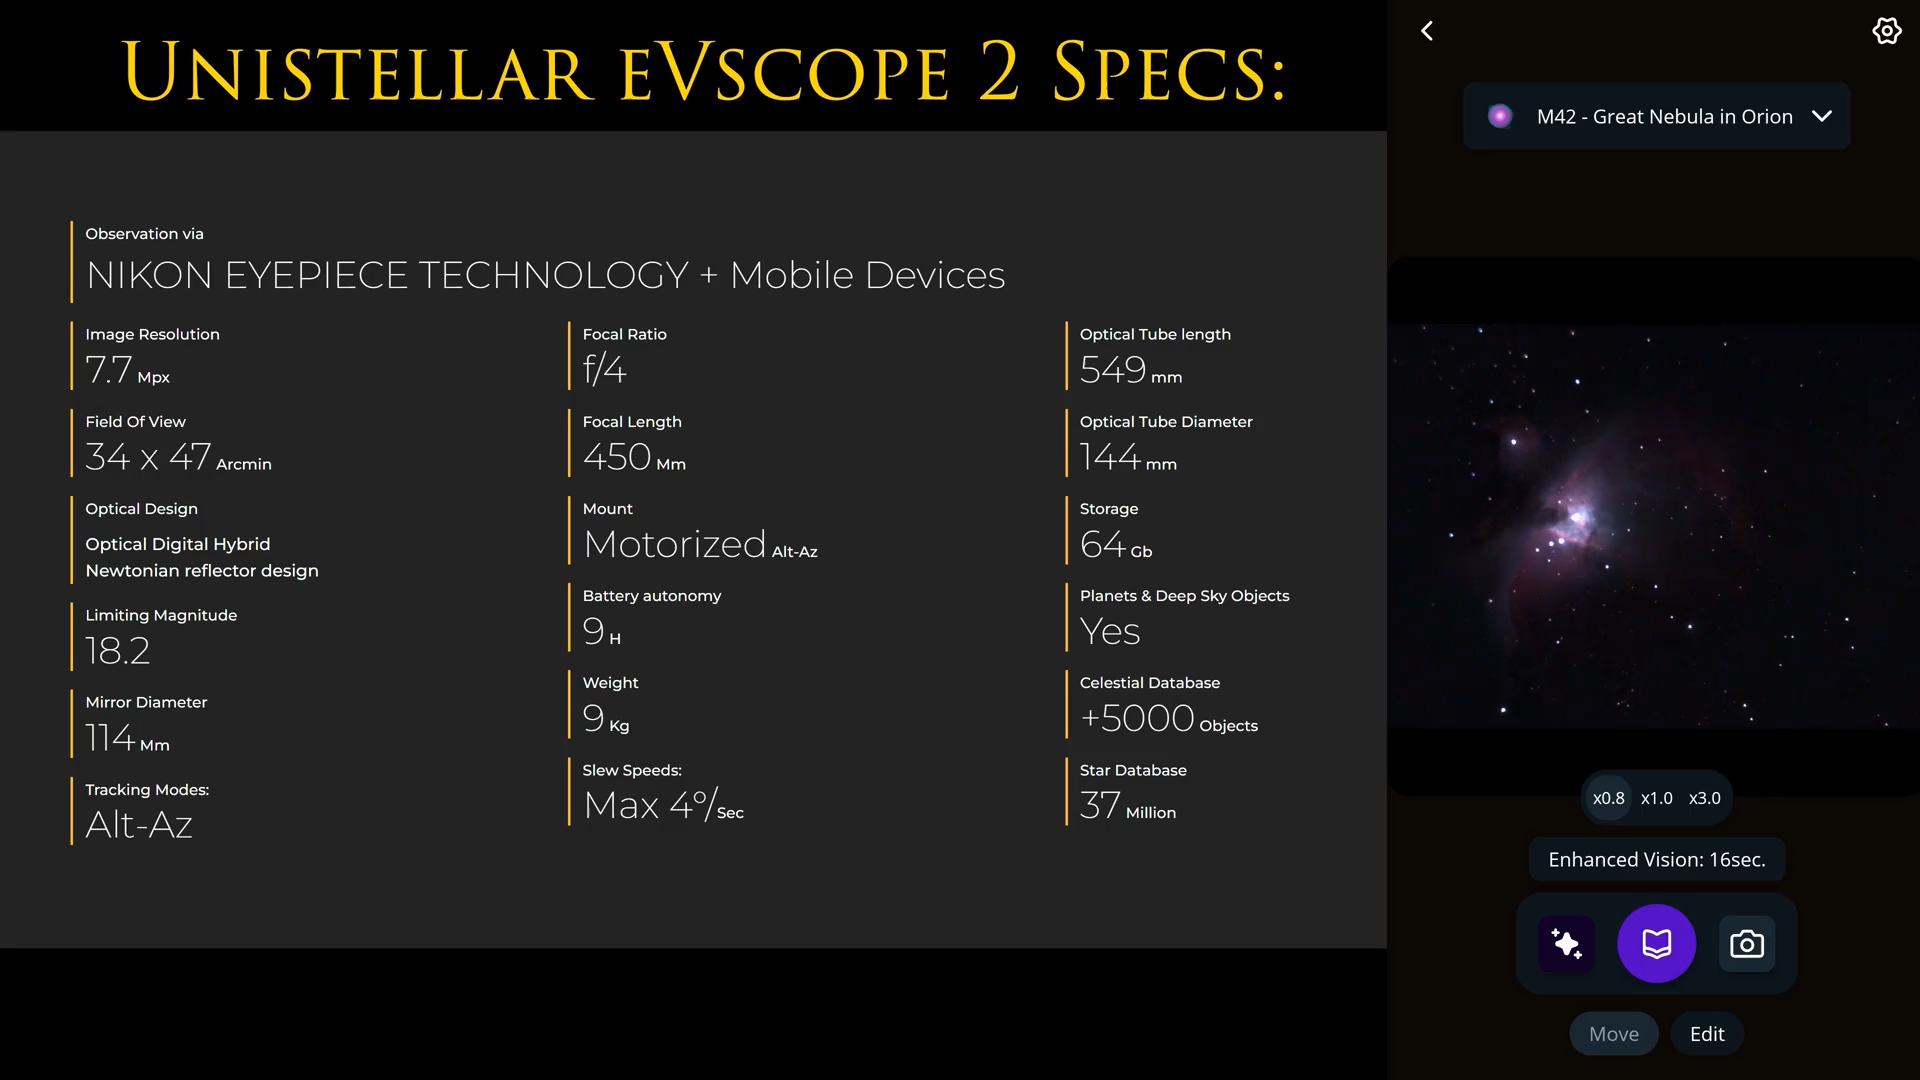 UNISTELLAR EVSCOPE 2 SPECS:
Observation via
NIKON EYEPIECE TECHNOLOGY + Mobile Devices
Image Resolution
7.7 Mpx
Field Of View
34 x 47 Arcmin
Optical Design
Optical Digital Hybrid
Newtonian reflector design
Limiting Magnitude
18.2
Mirror Diameter
114 Mm
Tracking Modes:
Alt-Az
Focal Ratio
f/4
Focal Length
450 Mm
Mount
Motorized Alt-Az
Battery autonomy
9 H
Weight
9 Kg
Slew Speeds:
Max 4°/Sec
Optical Tube length
549 mm
Optical Tube Diameter
144 mm
Storage
64 Gb
Planets & Deep Sky Objects
Yes
Celestial Database
+5000 Objects
Star Database
37 Million
M42 - Great Nebula in Orion
x0.8 x1.0 x3.0
Enhanced Vision: 16sec.
Move Edit